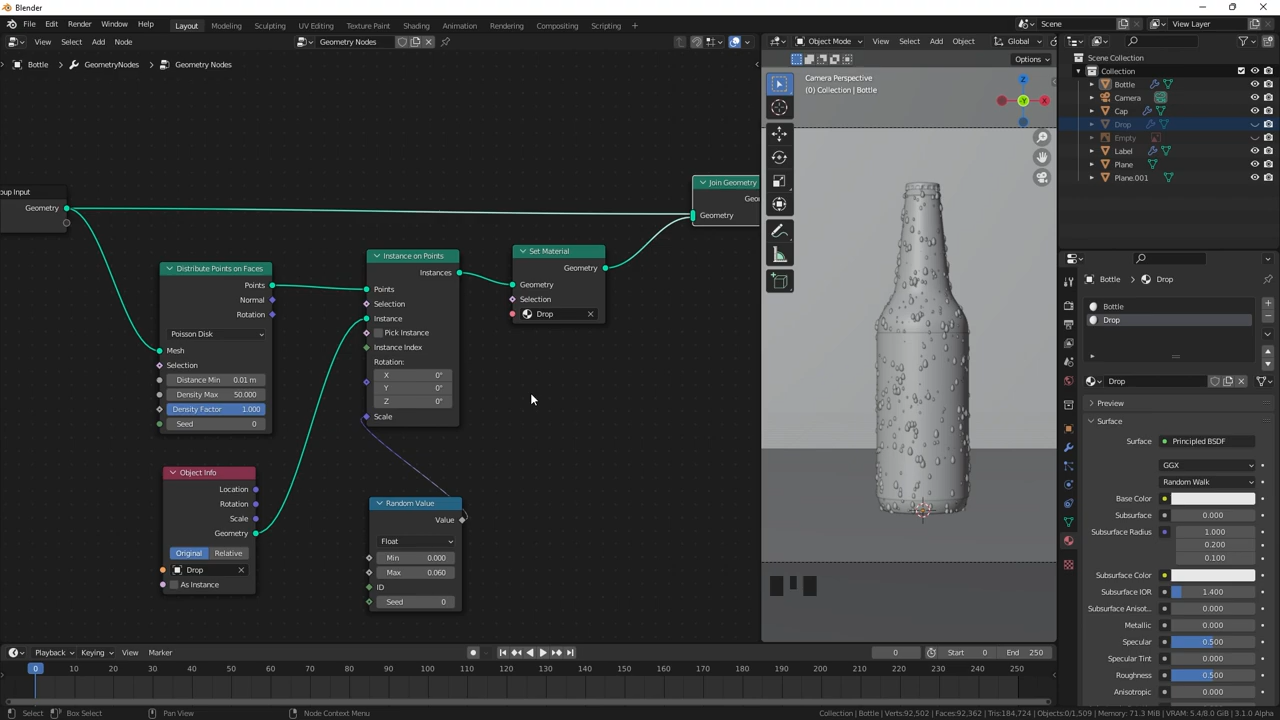 Blender
File Edit Render Window Help
Layout Modeling Sculpting UV Editing Texture Paint Shading Animation Rendering Compositing Scripting +
Scene View Layer
View Select Add Node Geometry Nodes
Object Mode View Select Add Object Global
Bottle > GeometryNodes > Geometry Nodes
Options
Camera Perspective
(0) Collection | Bottle
Z
Y
X
Scene Collection
Collection
Bottle
Camera
Cap
Drop
Empty
Label
Plane
Plane.001
oup Input
Geometry
Join Geometry
Geo
Geometry
Distribute Points on Faces
Points
Normal
Rotation
Poisson Disk
Mesh
Selection
Distance Min 0.01 m
Density Max 50.000
Density Factor 1.000
Seed 0
Instance on Points
Instances
Points
Selection
Instance
Pick Instance
Instance Index
Rotation:
X 0°
Y 0°
Z 0°
Scale
Set Material
Geometry
Geometry
Selection
Drop
Object Info
Location
Rotation
Scale
Geometry
Original Relative
Drop
As Instance
Random Value
Value
Float
Min 0.000
Max 0.060
ID
Seed 0
Bottle > Drop
Bottle
Drop
Drop
Preview
Surface
Surface Principled BSDF
GGX
Random Walk
Base Color
Subsurface 0.000
Subsurface Radius 1.000
0.200
0.100
Subsurface Color
Subsurface IOR 1.400
Subsurface Anisot... 0.000
Metallic 0.000
Specular 0.500
Specular Tint 0.000
Roughness 0.500
Anisotropic 0.000
Playback Keying View Marker
0 Start 0 End 250
0 10 20 30 40 50 60 70 80 90 100 110 120 130 140 150 160 170 180 190 200 210 220 230 240 250
Select Box Select Pan View Node Context Menu
Collection | Bottle | Verts:92,502 | Faces:92,362 | Tris:184,724 | Objects:0/1,509 | Memory: 71.3 MiB | VRAM: 5.4/8.0 GiB | 3.1.0 Alpha